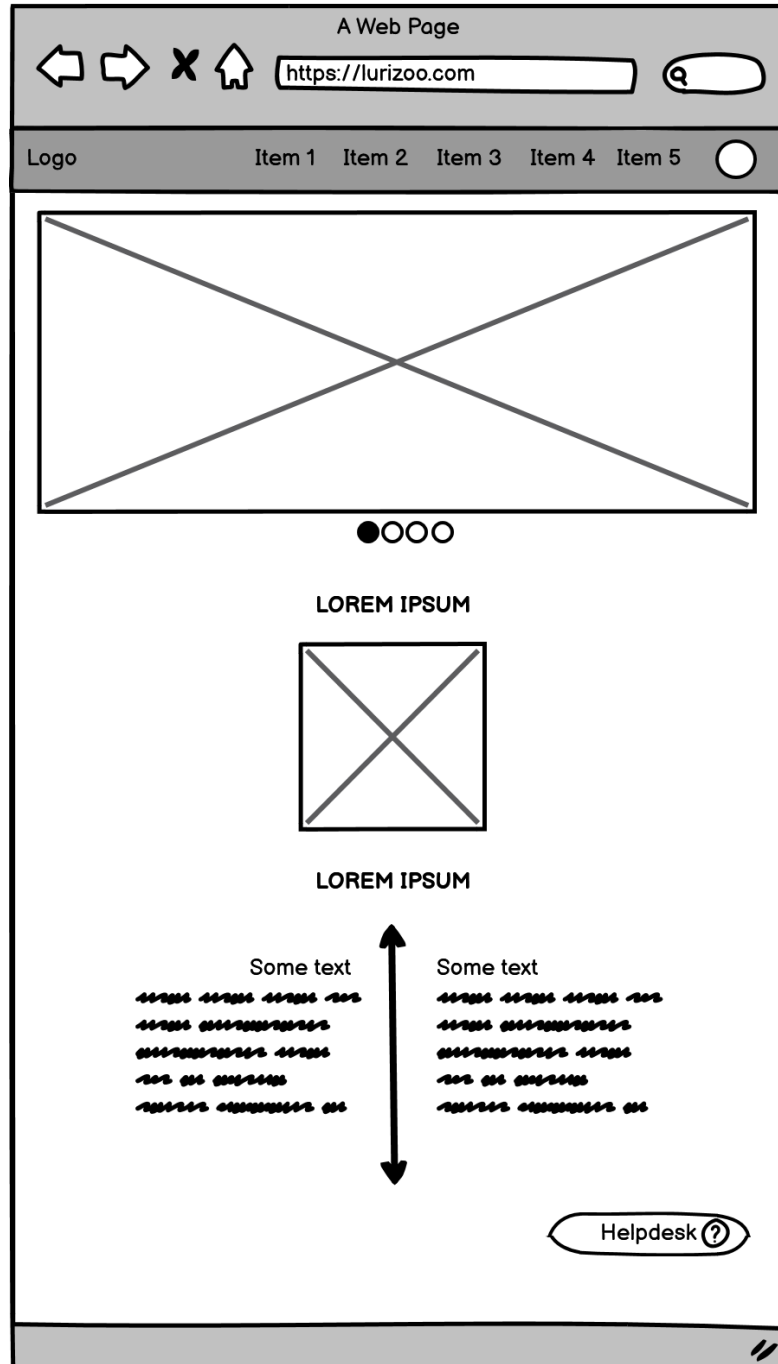 A Web Page
https://lurizoo.com
Logo Item 1 Item 2 Item 3 Item 4 Item 5
LOREM IPSUM
LOREM IPSUM
Some text Some text
Helpdesk ?